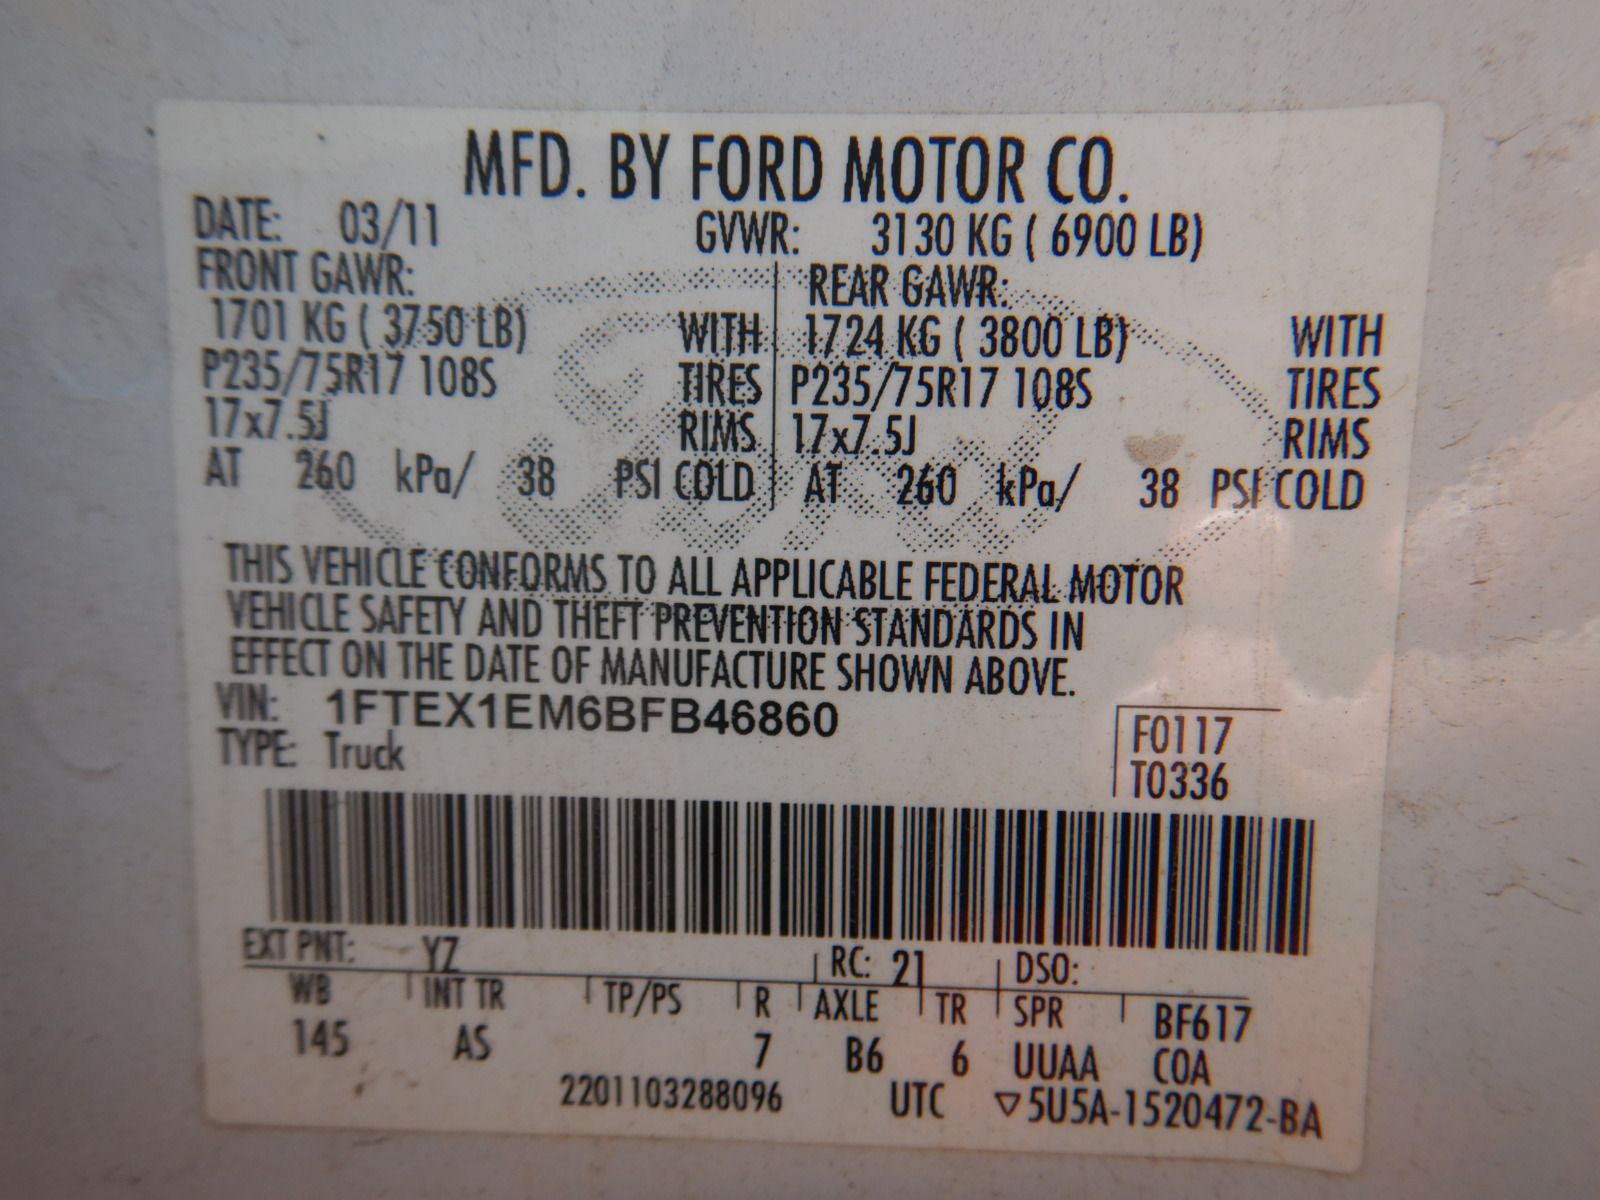 MFD. BY FORD MOTOR CO.
DATE: 03/11 GVWR: 3130 KG ( 6900 LB)
FRONT GAWR: REAR GAWR:
1701 KG ( 3750 LB) WITH 1724 KG ( 3800 LB) WITH
P235/75R17 108S TIRES P235/75R17 108S TIRES
17x7.5J RIMS 17x7.5J RIMS
AT 260 kPa/ 38 PSI COLD AT 260 kPa/ 38 PSI COLD
THIS VEHICLE CONFORMS TO ALL APPLICABLE FEDERAL MOTOR
VEHICLE SAFETY AND THEFT PREVENTION STANDARDS IN
EFFECT ON THE DATE OF MANUFACTURE SHOWN ABOVE.
VIN: 1FTEX1EM6BFB46860
TYPE: Truck
F0117
T0336
EXT PNT: YZ RC: 21 DSO:
WB INT TR TP/PS R AXLE TR SPR BF617
145 AS 7 B6 6 UUAA COA
2201103288096 UTC ▽5U5A-1520472-BA